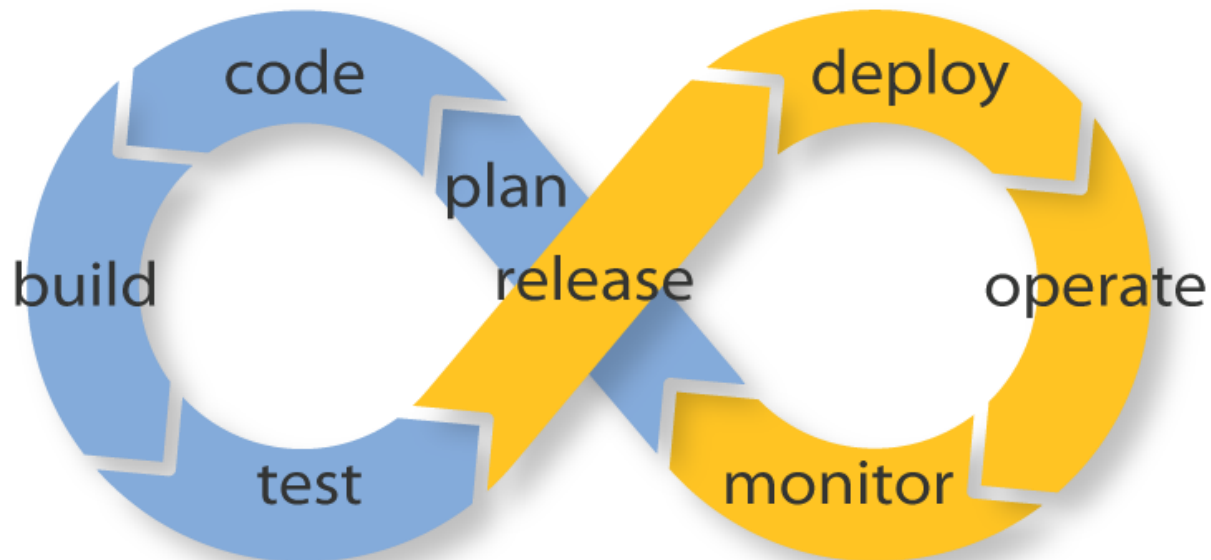 code
deploy
plan
build
release
operate
test
monitor